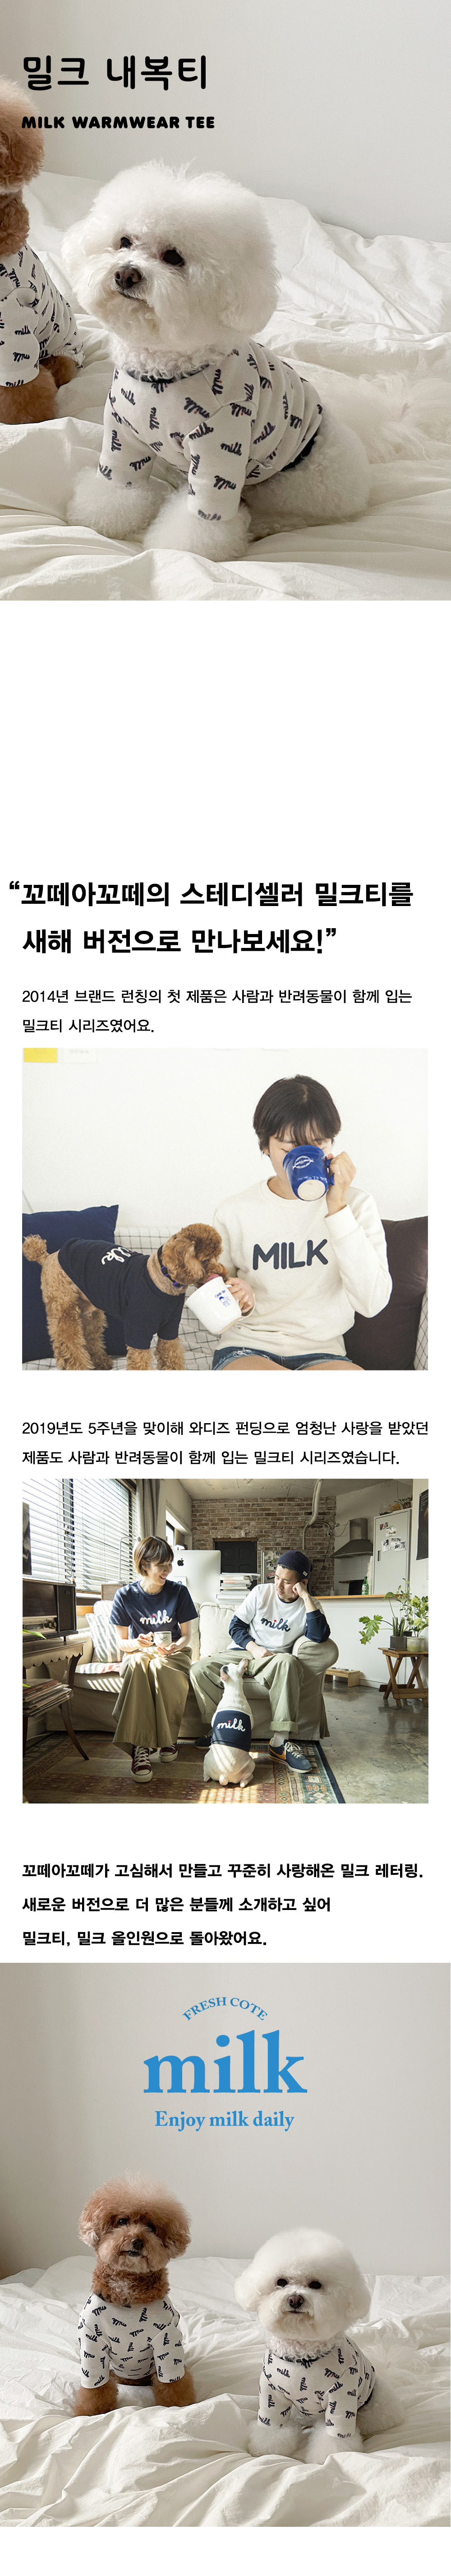 밀크 내복티
MILK WARMWEAR TEE
milk
“꼬떼아꼬떼의 스테디셀러 밀크티를
새해 버전으로 만나보세요!”
2014년 브랜드 런칭의 첫 제품은 사람과 반려동물이 함께 입는
밀크티 시리즈였어요.
MILK
2019년도 5주년을 맞이해 와디즈 펀딩으로 엄청난 사랑을 받았던
제품도 사람과 반려동물이 함께 입는 밀크티 시리즈였습니다.
milk
milk
milk
꼬떼아꼬떼가 고심해서 만들고 꾸준히 사랑해온 밀크 레터링.
새로운 버전으로 더 많은 분들께 소개하고 싶어
밀크티, 밀크 올인원으로 돌아왔어요.
FRESH COTE
milk
Enjoy milk daily